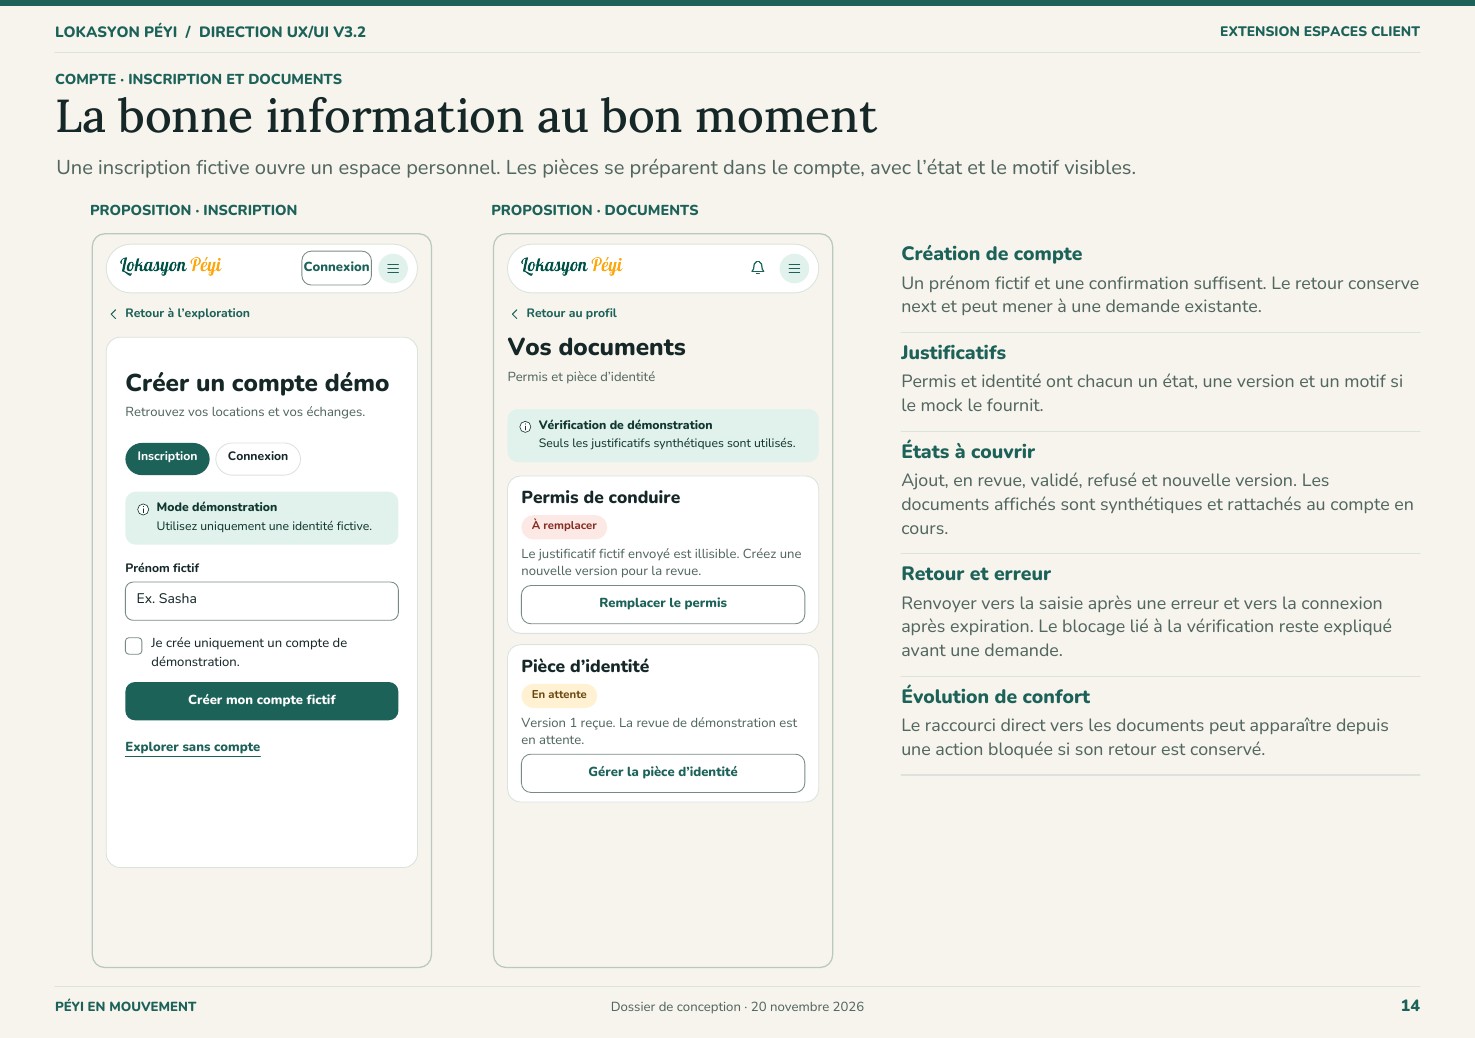 LOKASYON PÉYI / DIRECTION UX/UI V3.2
EXTENSION ESPACES CLIENT
COMPTE · INSCRIPTION ET DOCUMENTS
La bonne information au bon moment
Une inscription fictive ouvre un espace personnel. Les pièces se préparent dans le compte, avec l’état et le motif visibles.
PROPOSITION · INSCRIPTION
Lokasyon Péyi
Connexion
Retour à l’exploration
Créer un compte démo
Retrouvez vos locations et vos échanges.
Inscription
Connexion
Mode démonstration
Utilisez uniquement une identité fictive.
Prénom fictif
Ex. Sasha
Je crée uniquement un compte de
démonstration.
Créer mon compte fictif
Explorer sans compte
PROPOSITION · DOCUMENTS
Lokasyon Péyi
Retour au profil
Vos documents
Permis et pièce d’identité
Vérification de démonstration
Seuls les justificatifs synthétiques sont utilisés.
Permis de conduire
À remplacer
Le justificatif fictif envoyé est illisible. Créez une
nouvelle version pour la revue.
Remplacer le permis
Pièce d’identité
En attente
Version 1 reçue. La revue de démonstration est
en attente.
Gérer la pièce d’identité
Création de compte
Un prénom fictif et une confirmation suffisent. Le retour conserve
next et peut mener à une demande existante.
Justificatifs
Permis et identité ont chacun un état, une version et un motif si
le mock le fournit.
États à couvrir
Ajout, en revue, validé, refusé et nouvelle version. Les
documents affichés sont synthétiques et rattachés au compte en
cours.
Retour et erreur
Renvoyer vers la saisie après une erreur et vers la connexion
après expiration. Le blocage lié à la vérification reste expliqué
avant une demande.
Évolution de confort
Le raccourci direct vers les documents peut apparaître depuis
une action bloquée si son retour est conservé.
PÉYI EN MOUVEMENT
Dossier de conception · 20 novembre 2026
14